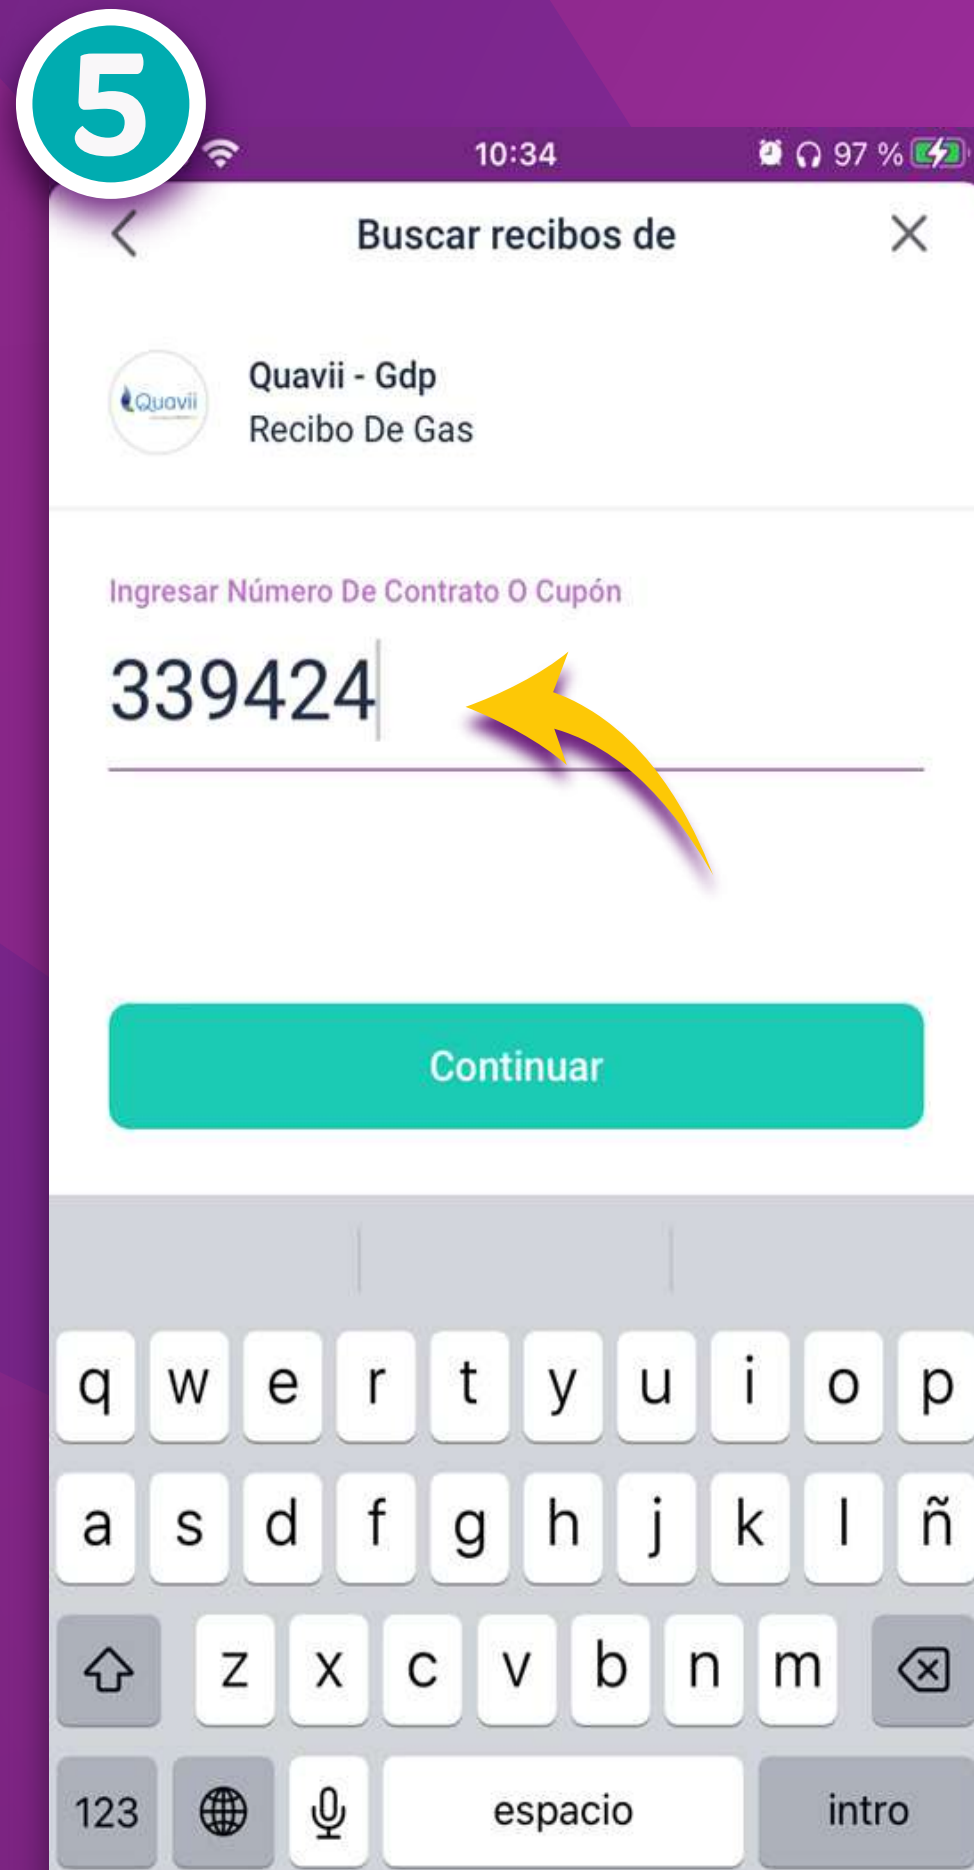 5
10:34
97 %
Buscar recibos de
Quavii
Quavii - Gdp
Recibo De Gas
Ingresar Número De Contrato O Cupón
339424
Continuar
q w e r t y u i o p
a s d f g h j k l ñ
z x c v b n m
123 espacio intro